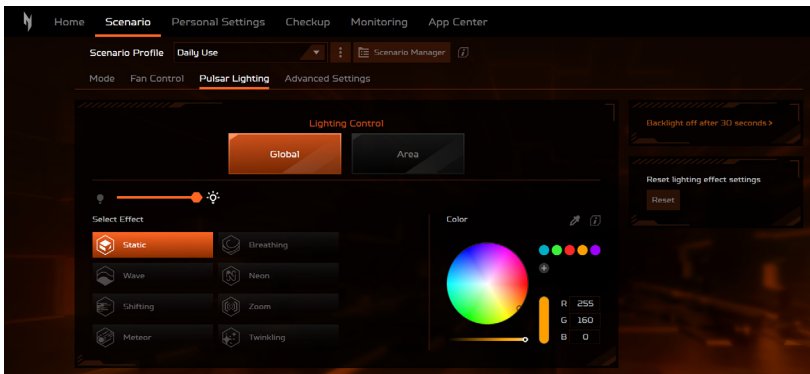 Home Scenario Personal Settings Checkup Monitoring App Center
Scenario Profile Daily Use Scenario Manager
Mode Fan Control Pulsar Lighting Advanced Settings
Lighting Control
Global Area
Backlight off after 30 seconds >
Reset lighting effect settings
Reset
Select Effect
Static Breathing
Wave Neon
Shifting Zoom
Meteor Twinkling
Color
R 255
G 160
B 0